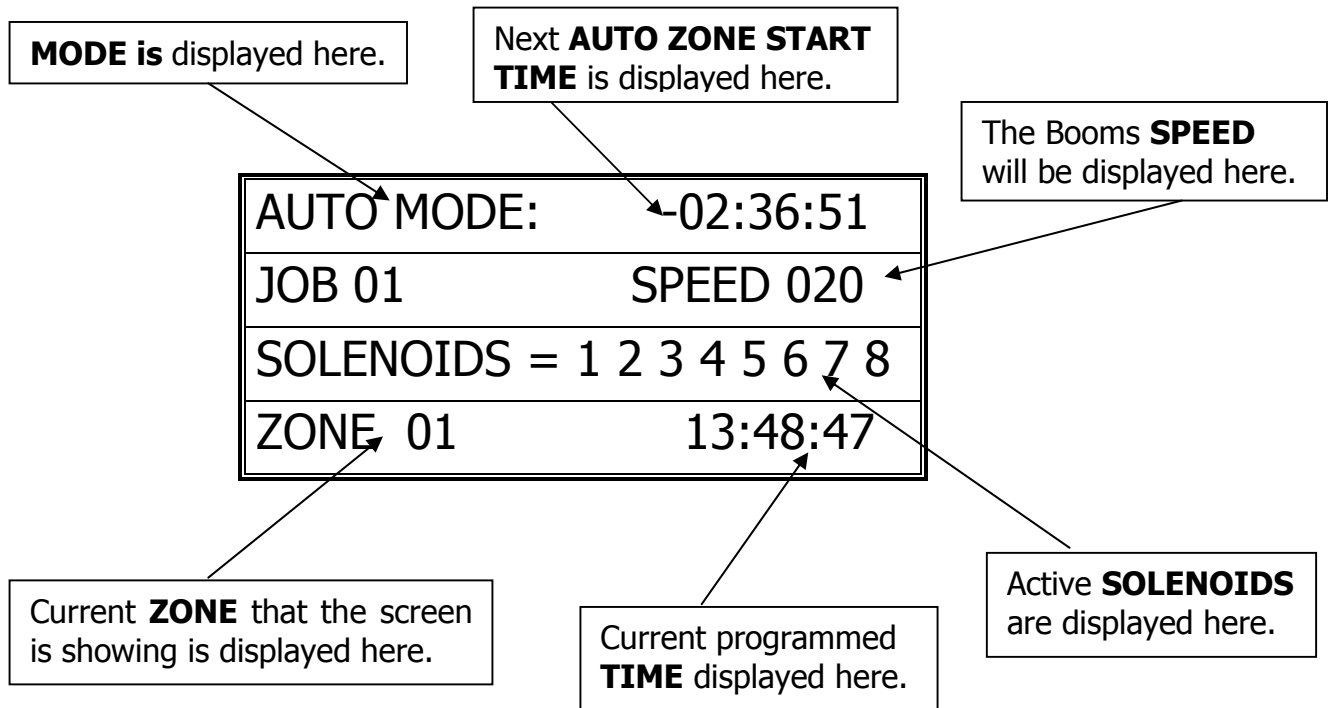 MODE is displayed here.
Next AUTO ZONE START
TIME is displayed here.
The Booms SPEED
will be displayed here.
AUTO MODE: -02:36:51
JOB 01 SPEED 020
SOLENOIDS = 1 2 3 4 5 6 7 8
ZONE 01 13:48:47
Current ZONE that the screen
is showing is displayed here.
Current programmed
TIME displayed here.
Active SOLENOIDS
are displayed here.